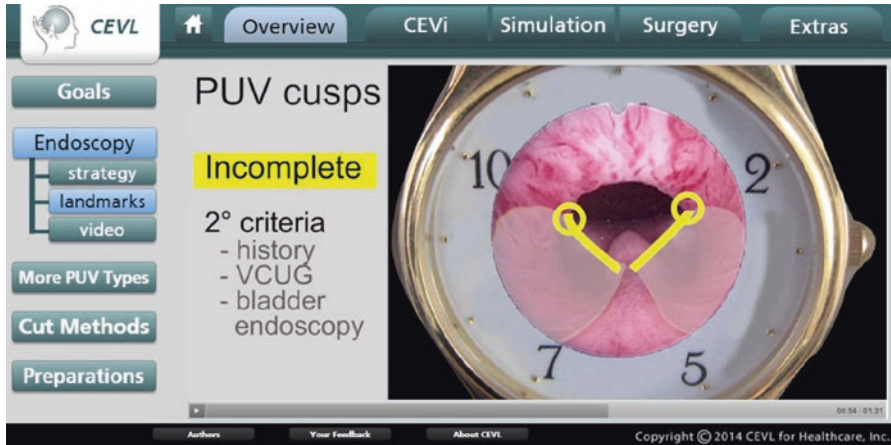 CEVL
Overview
CEVi
Simulation
Surgery
Extras
Goals
Endoscopy
strategy
landmarks
video
More PUV Types
Cut Methods
Preparations
PUV cusps
Incomplete
2° criteria
- history
- VCUG
- bladder
endoscopy
10
2
7
5
00:54 / 01:31
Authors
Your Feedback
About CEVL
Copyright © 2014 CEVL for Healthcare, Inc.